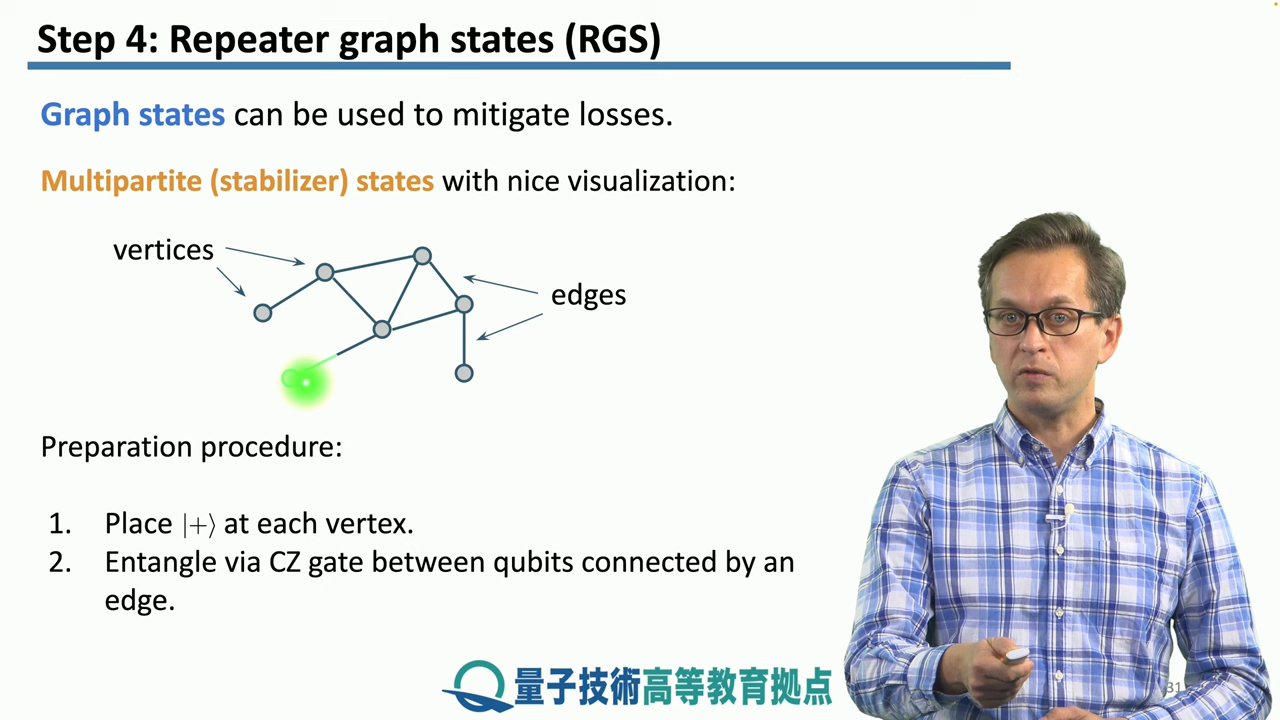 Step 4: Repeater graph states (RGS)
Graph states can be used to mitigate losses.
Multipartite (stabilizer) states with nice visualization:
vertices
edges
Preparation procedure:
1. Place |+⟩ at each vertex.
2. Entangle via CZ gate between qubits connected by an
edge.
量子技術高等教育拠点
31